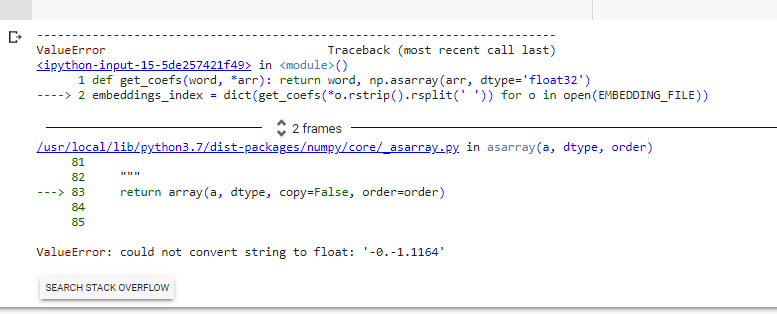 ---------------------------------------------------------------------------
ValueError                                Traceback (most recent call last)
<ipython-input-15-5de257421f49> in <module>()
      1 def get_coefs(word, *arr): return word, np.asarray(arr, dtype='float32')
----> 2 embeddings_index = dict(get_coefs(*o.rstrip().rsplit(' ')) for o in open(EMBEDDING_FILE))
2 frames
/usr/local/lib/python3.7/dist-packages/numpy/core/_asarray.py in asarray(a, dtype, order)
     81
     82     """
---> 83     return array(a, dtype, copy=False, order=order)
     84
     85
ValueError: could not convert string to float: '-0.-1.1164'
SEARCH STACK OVERFLOW